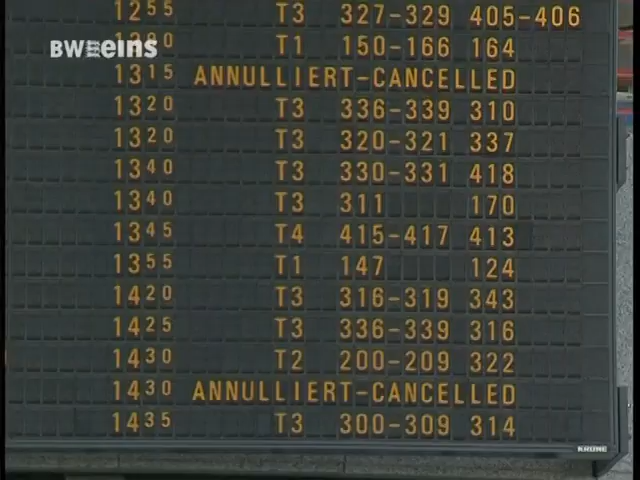 1255 T3 327-329 405-406
T1 150-166 164
BW eins
1315 ANNULLIERT-CANCELLED
1320 T3 336-339 310
1320 T3 320-321 337
1340 T3 330-331 418
1340 T3 311 170
1345 T4 415-417 413
1355 T1 147 124
1420 T3 316-319 343
1425 T3 336-339 316
1430 T2 200-209 322
1430 ANNULLIERT-CANCELLED
1435 T3 300-309 314
KRONE